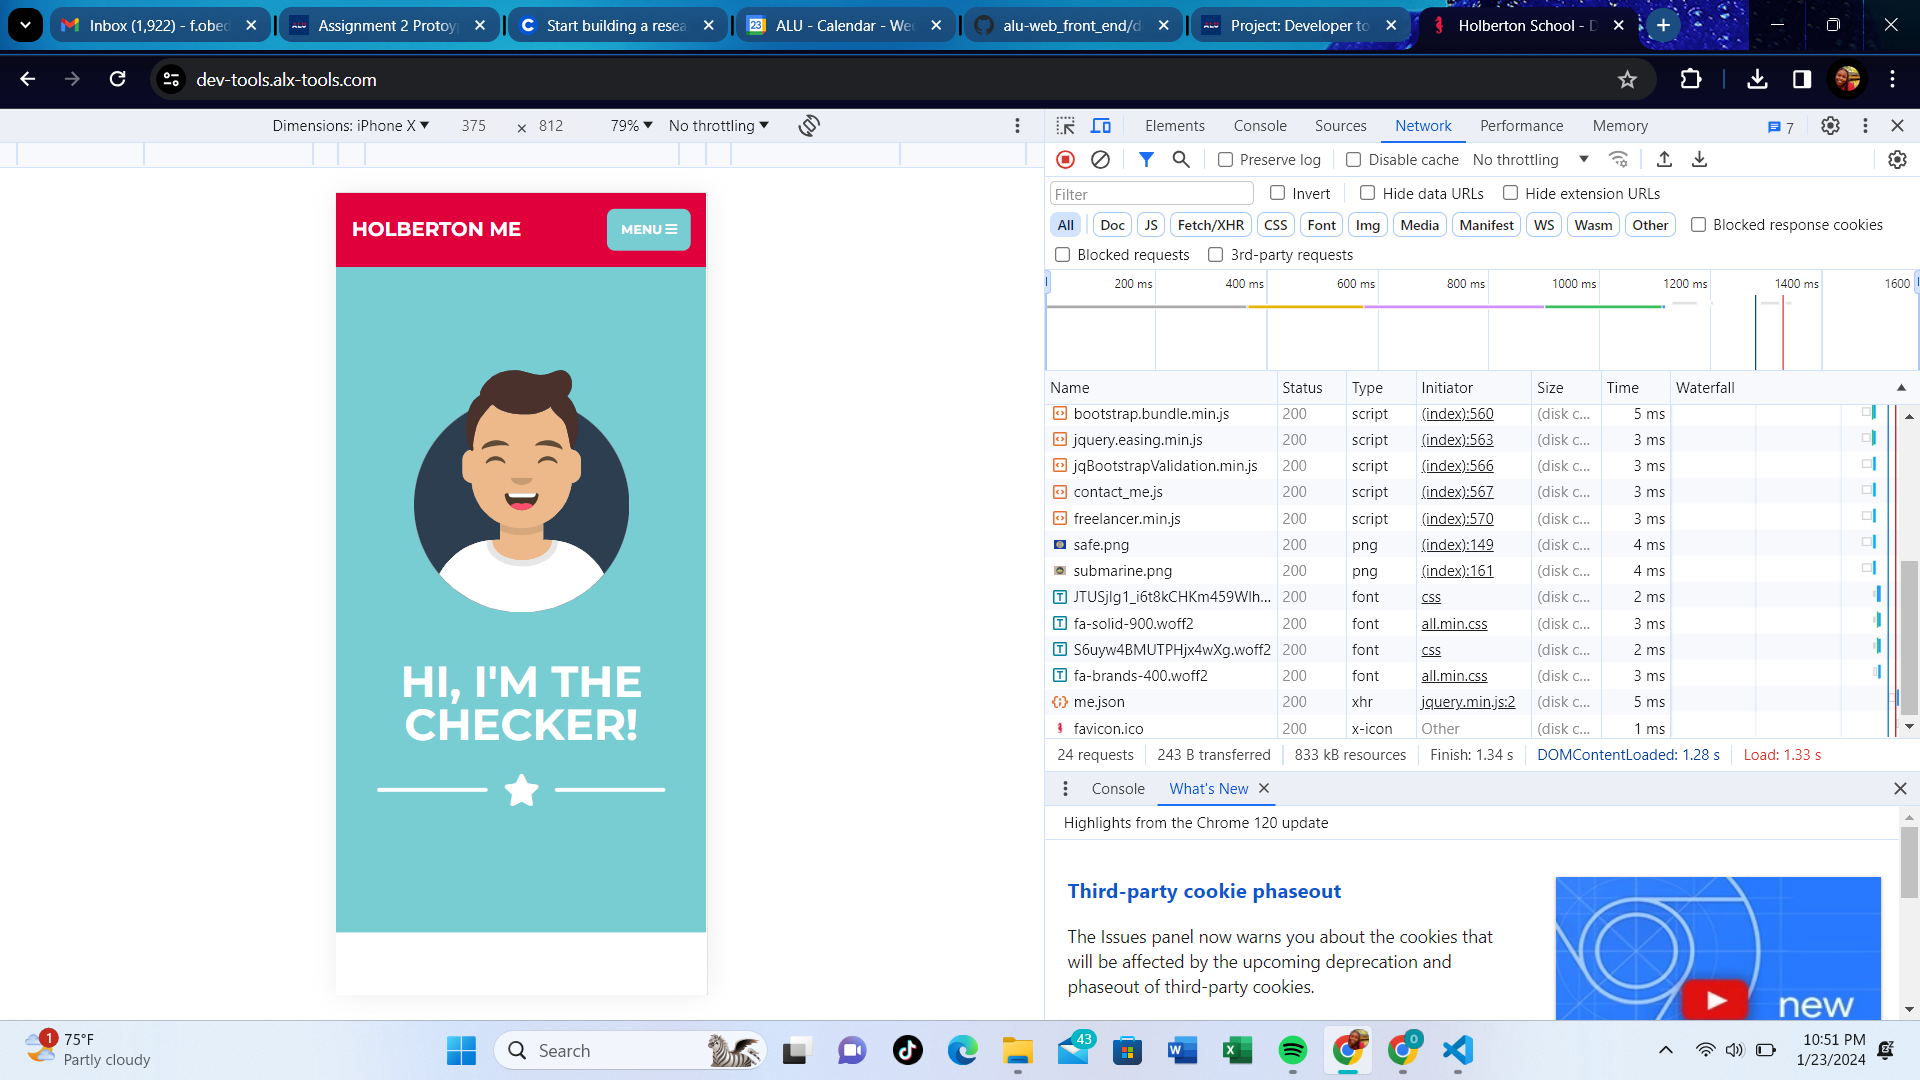 Inbox (1,922) - f.obed
Assignment 2 Protoyp
Start building a resea
ALU - Calendar - Wee
alu-web_front_end/d
Project: Developer to
Holberton School - D
dev-tools.alx-tools.com
Dimensions: iPhone X 375 × 812 79% No throttling
Elements Console Sources Network Performance Memory 7
Preserve log Disable cache No throttling
Filter Invert Hide data URLs Hide extension URLs
All Doc JS Fetch/XHR CSS Font Img Media Manifest WS Wasm Other Blocked response cookies
Blocked requests 3rd-party requests
200 ms 400 ms 600 ms 800 ms 1000 ms 1200 ms 1400 ms 1600
Name Status Type Initiator Size Time Waterfall
bootstrap.bundle.min.js 200 script (index):560 (disk c... 5 ms
jquery.easing.min.js 200 script (index):563 (disk c... 3 ms
jqBootstrapValidation.min.js 200 script (index):566 (disk c... 3 ms
contact_me.js 200 script (index):567 (disk c... 3 ms
freelancer.min.js 200 script (index):570 (disk c... 3 ms
safe.png 200 png (index):149 (disk c... 4 ms
submarine.png 200 png (index):161 (disk c... 4 ms
JTUSjIg1_i6t8kCHKm459Wlh... 200 font css (disk c... 2 ms
fa-solid-900.woff2 200 font all.min.css (disk c... 3 ms
S6uyw4BMUTPHjx4wXg.woff2 200 font css (disk c... 2 ms
fa-brands-400.woff2 200 font all.min.css (disk c... 3 ms
me.json 200 xhr jquery.min.js:2 (disk c... 5 ms
favicon.ico 200 x-icon Other (disk c... 1 ms
24 requests 243 B transferred 833 kB resources Finish: 1.34 s DOMContentLoaded: 1.28 s Load: 1.33 s
Console What's New
Highlights from the Chrome 120 update
Third-party cookie phaseout
The Issues panel now warns you about the cookies that
will be affected by the upcoming deprecation and
phaseout of third-party cookies.
new
HOLBERTON ME
MENU
HI, I'M THE
CHECKER!
1
75°F
Partly cloudy
Search
43
0
10:51 PM
1/23/2024